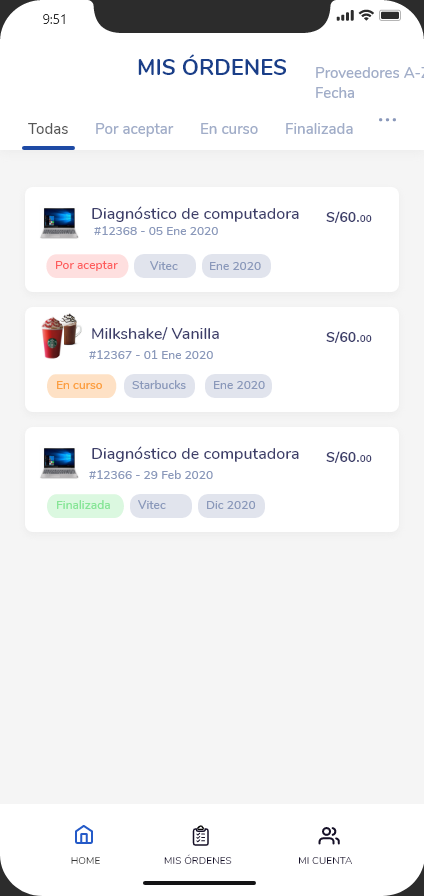 9:51
MIS ÓRDENES
Proveedores A-Z
Fecha
Todas Por aceptar En curso Finalizada ...
Diagnóstico de computadora S/60.00
#12368 - 05 Ene 2020
Por aceptar Vitec Ene 2020
Milkshake/ Vanilla S/60.00
#12367 - 01 Ene 2020
En curso Starbucks Ene 2020
Diagnóstico de computadora S/60.00
#12366 - 29 Feb 2020
Finalizada Vitec Dic 2020
HOME MIS ÓRDENES MI CUENTA